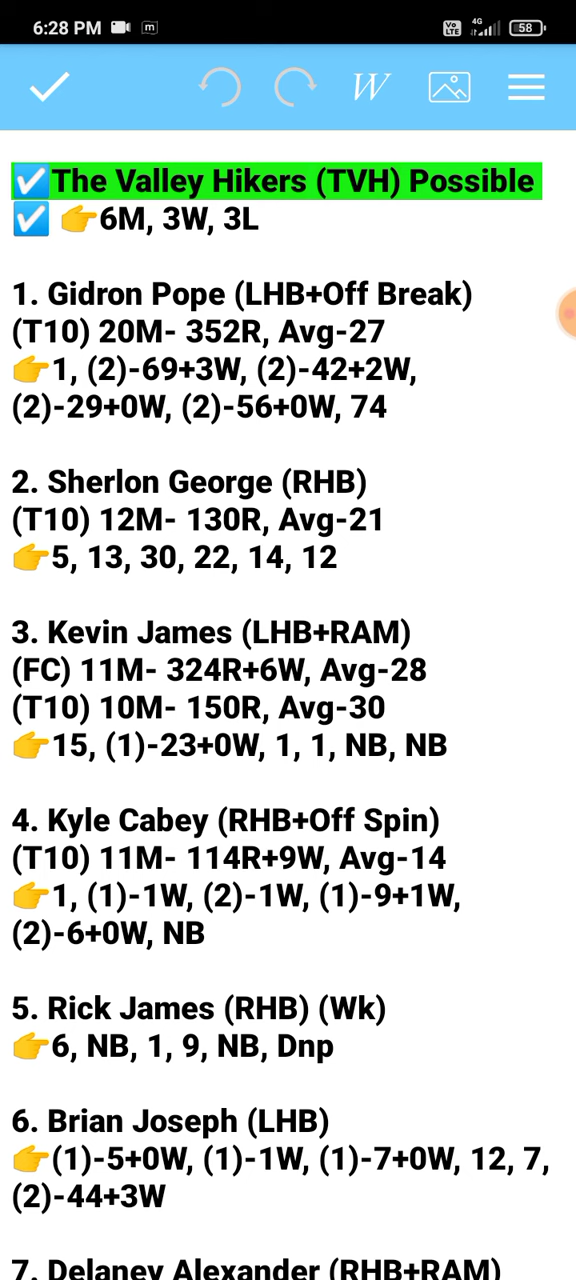 6:28 PM m Vo LTE 4G 58
W
✅The Valley Hikers (TVH) Possible
✅ 👉6M, 3W, 3L
1. Gidron Pope (LHB+Off Break)
(T10) 20M- 352R, Avg-27
👉1, (2)-69+3W, (2)-42+2W,
(2)-29+0W, (2)-56+0W, 74
2. Sherlon George (RHB)
(T10) 12M- 130R, Avg-21
👉5, 13, 30, 22, 14, 12
3. Kevin James (LHB+RAM)
(FC) 11M- 324R+6W, Avg-28
(T10) 10M- 150R, Avg-30
👉15, (1)-23+0W, 1, 1, NB, NB
4. Kyle Cabey (RHB+Off Spin)
(T10) 11M- 114R+9W, Avg-14
👉1, (1)-1W, (2)-1W, (1)-9+1W,
(2)-6+0W, NB
5. Rick James (RHB) (Wk)
👉6, NB, 1, 9, NB, Dnp
6. Brian Joseph (LHB)
👉(1)-5+0W, (1)-1W, (1)-7+0W, 12, 7,
(2)-44+3W
7. Delaney Alexander (RHB+RAM)